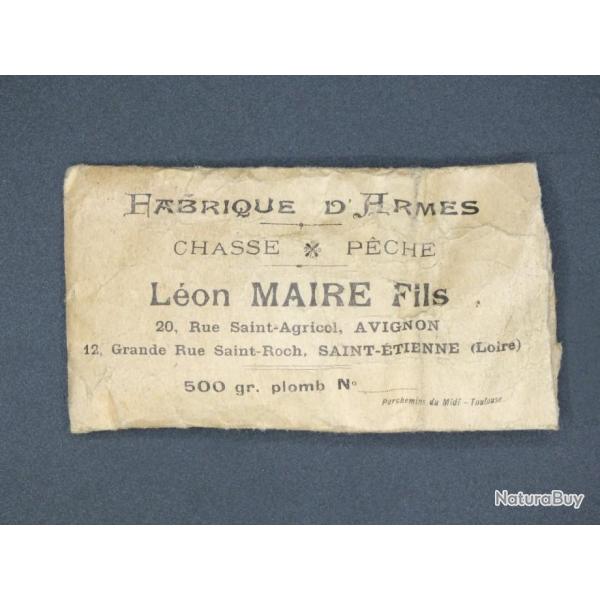 FABRIQUE D'ARMES
CHASSE PÊCHE
Léon MAIRE Fils
20, Rue Saint-Agricol, AVIGNON
12, Grande Rue Saint-Roch, SAINT-ÉTIENNE (Loire)
500 gr. plomb N°
Parchemins du Midi - Toulouse
NaturaBuy